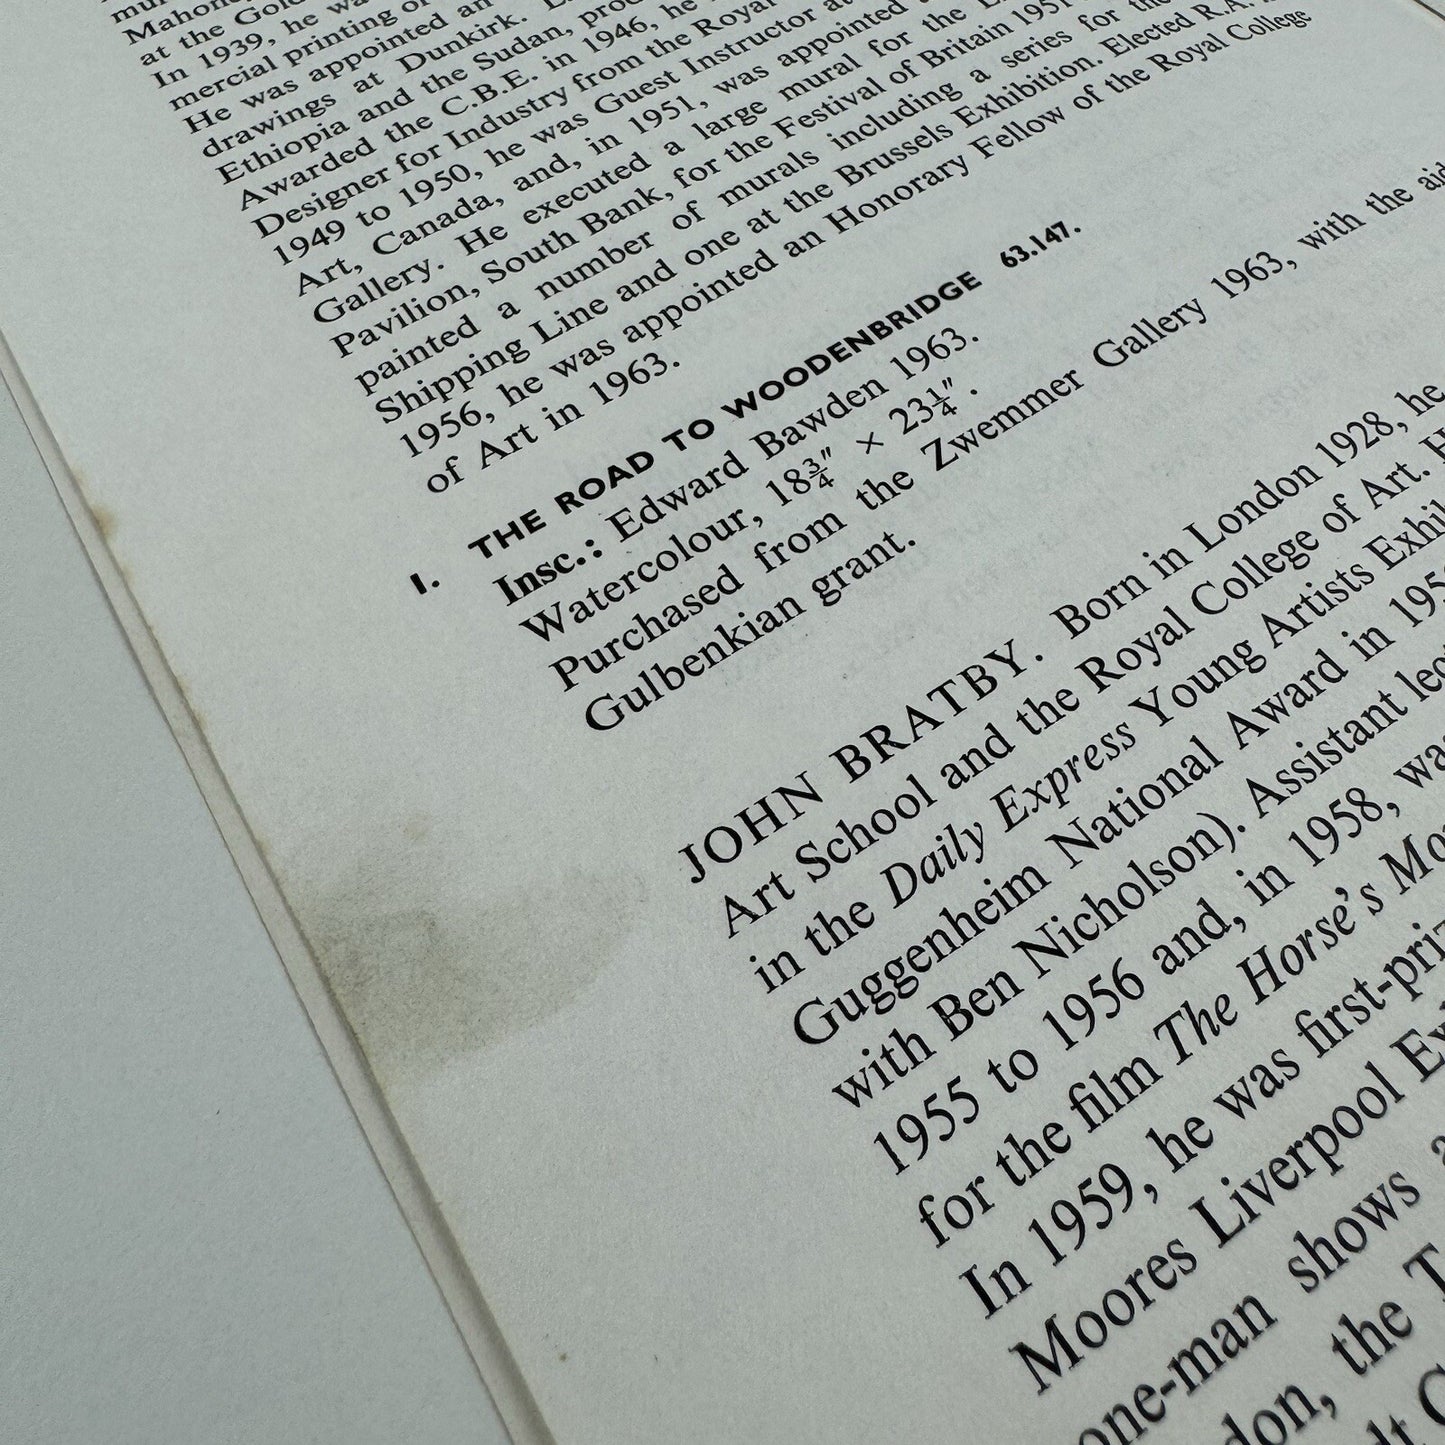 Mahoney
at the Gol
In 1939, he wa
mercial printing or
He was appointed an
drawings at Dunkirk.
Ethiopia and the Sudan, pro
Awarded the C.B.E. in 1946, he
Designer for Industry from the Royal
1949 to 1950, he was Guest Instructor at
Art, Canada, and, in 1951, was appointed
Gallery. He executed a large mural for the
Pavilion, South Bank, for the Festival of Britain 1951
painted a number of murals including a series for the
Shipping Line and one at the Brussels Exhibition. Elected R.A.
1956, he was appointed an Honorary Fellow of the Royal College
of Art in 1963.
1. THE ROAD TO WOODENBRIDGE 63.147.
Insc.: Edward Bawden 1963.
Watercolour, 18¾″ × 23¼″.
Purchased from the Zwemmer Gallery 1963, with the aid
Gulbenkian grant.
JOHN BRATBY. Born in London 1928, he
Art School and the Royal College of Art. H
in the Daily Express Young Artists Exhi
Guggenheim National Award in 195
with Ben Nicholson). Assistant lec
1955 to 1956 and, in 1958, wa
for the film The Horse's Mo
In 1959, he was first-priz
Moores Liverpool Ex
one-man shows a
don, the T
lt C